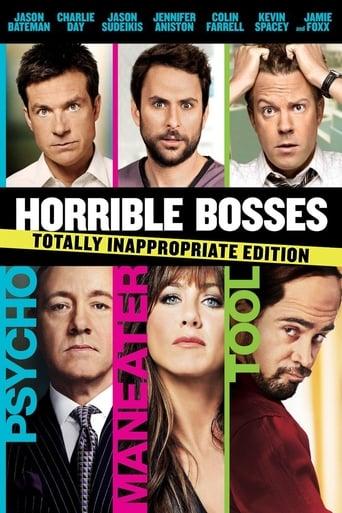 JASON BATEMAN CHARLIE DAY JASON SUDEIKIS JENNIFER ANISTON COLIN FARRELL KEVIN SPACEY and JAMIE FOXX
HORRIBLE BOSSES
TOTALLY INAPPROPRIATE EDITION
PSYCHO
MANEATER
TOOL